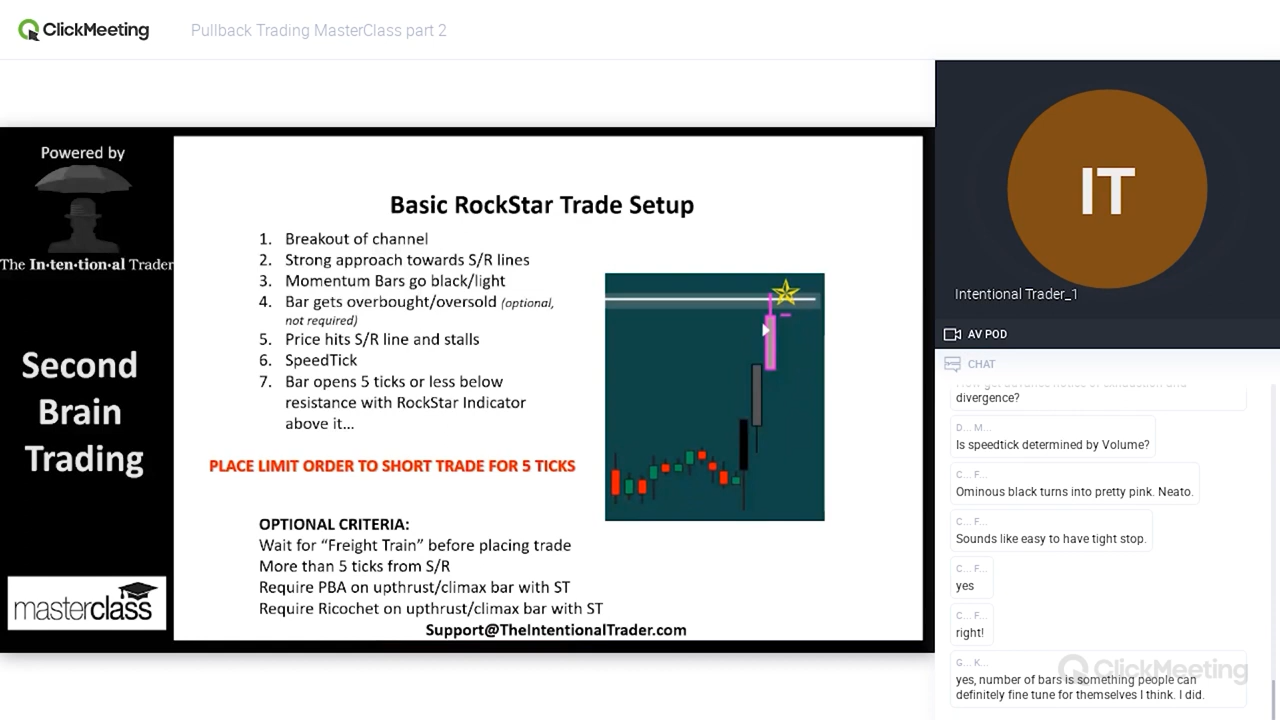 ClickMeeting
Pullback Trading MasterClass part 2
Powered by
The In·ten·tion·al Trader
Second
Brain
Trading
masterclass
Basic RockStar Trade Setup
1. Breakout of channel
2. Strong approach towards S/R lines
3. Momentum Bars go black/light
4. Bar gets overbought/oversold (optional,
not required)
5. Price hits S/R line and stalls
6. SpeedTick
7. Bar opens 5 ticks or less below
resistance with RockStar Indicator
above it...
PLACE LIMIT ORDER TO SHORT TRADE FOR 5 TICKS
OPTIONAL CRITERIA:
Wait for “Freight Train” before placing trade
More than 5 ticks from S/R
Require PBA on upthrust/climax bar with ST
Require Ricochet on upthrust/climax bar with ST
Support@TheIntentionalTrader.com
IT
Intentional Trader_1
AV POD
CHAT
divergence?
D... M...
Is speedtick determined by Volume?
C... F...
Ominous black turns into pretty pink. Neato.
C... F...
Sounds like easy to have tight stop.
C... F...
yes
C... F...
right!
G... K...
yes, number of bars is something people can
definitely fine tune for themselves I think. I did.
ClickMeeting